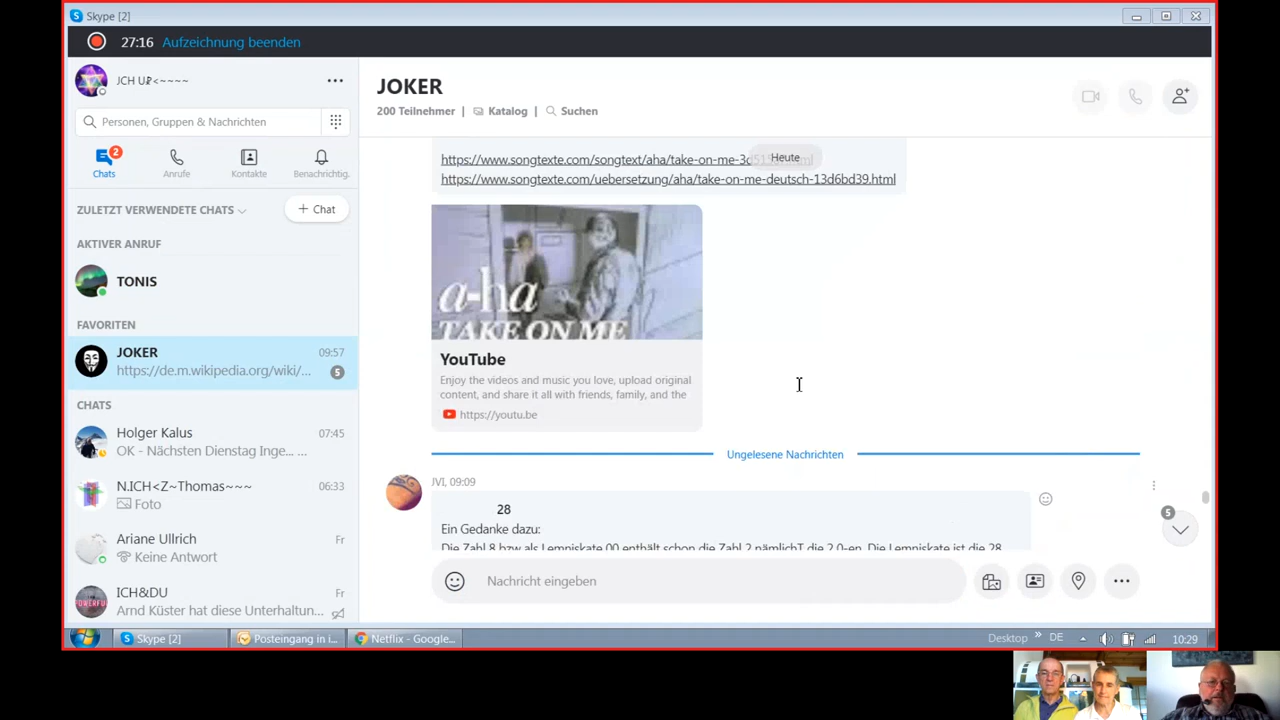 Skype [2]
27:16 Aufzeichnung beenden
JCH U♪<~~~~
Personen, Gruppen & Nachrichten
2
Chats
Anrufe
Kontakte
Benachrichtig.
ZULETZT VERWENDETE CHATS
+ Chat
AKTIVER ANRUF
TONIS
FAVORITEN
JOKER 09:57
https://de.m.wikipedia.org/wiki/... 5
CHATS
Holger Kalus 07:45
OK - Nächsten Dienstag Inge... ...
N.ICH<Z~Thomas~~~ 06:33
Foto
Ariane Ullrich Fr
Keine Antwort
ICH&DU Fr
Arnd Küster hat diese Unterhaltun...
JOKER
200 Teilnehmer | Katalog | Suchen
Heute
https://www.songtexte.com/songtext/aha/take-on-me-
https://www.songtexte.com/uebersetzung/aha/take-on-me-deutsch-13d6bd39.html
a-ha
TAKE ON ME
YouTube
Enjoy the videos and music you love, upload original
content, and share it all with friends, family, and the
https://youtu.be
Ungelesene Nachrichten
JVI, 09:09
28
Ein Gedanke dazu:
Die Zahl 8 bzw als Lemniskate 00 enthält schon die Zahl 2 nämlichT die 2 0-en. Die Lemniskate ist die 28
5
Nachricht eingeben
Skype [2]
Posteingang in i...
Netflix - Google...
Desktop » DE 10:29